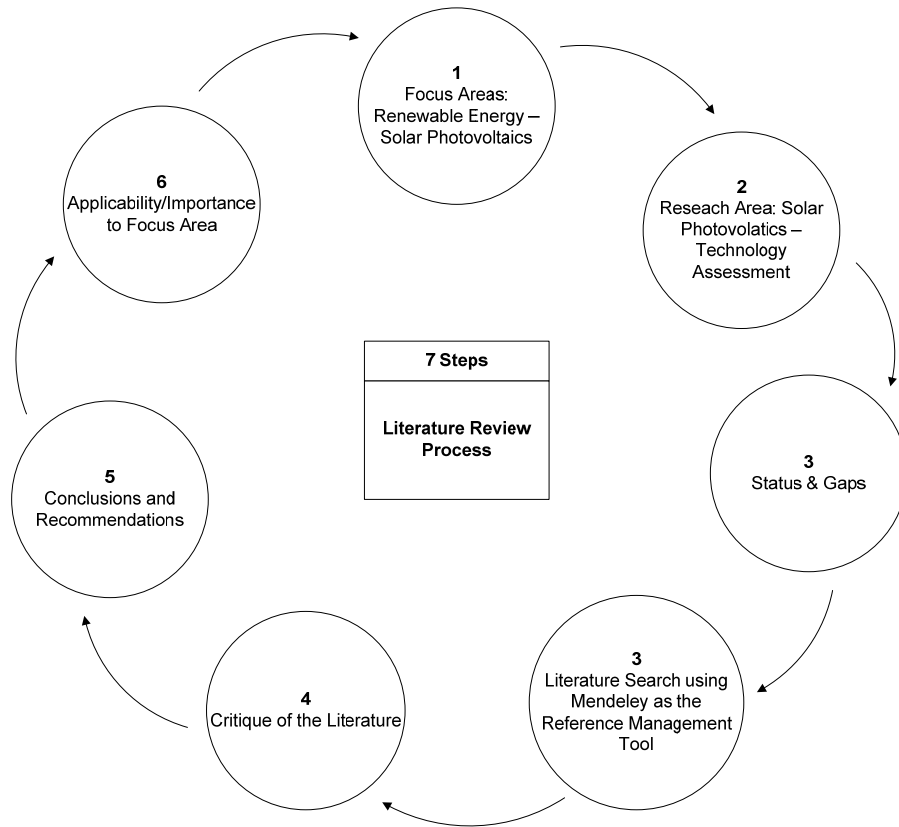 1
Focus Areas:
Renewable Energy –
Solar Photovoltaics
2
Reseach Area: Solar
Photovolatics –
Technology
Assessment
3
Status & Gaps
3
Literature Search using
Mendeley as the
Reference Management
Tool
4
Critique of the Literature
5
Conclusions and
Recommendations
6
Applicability/Importance
to Focus Area
7 Steps
Literature Review
Process